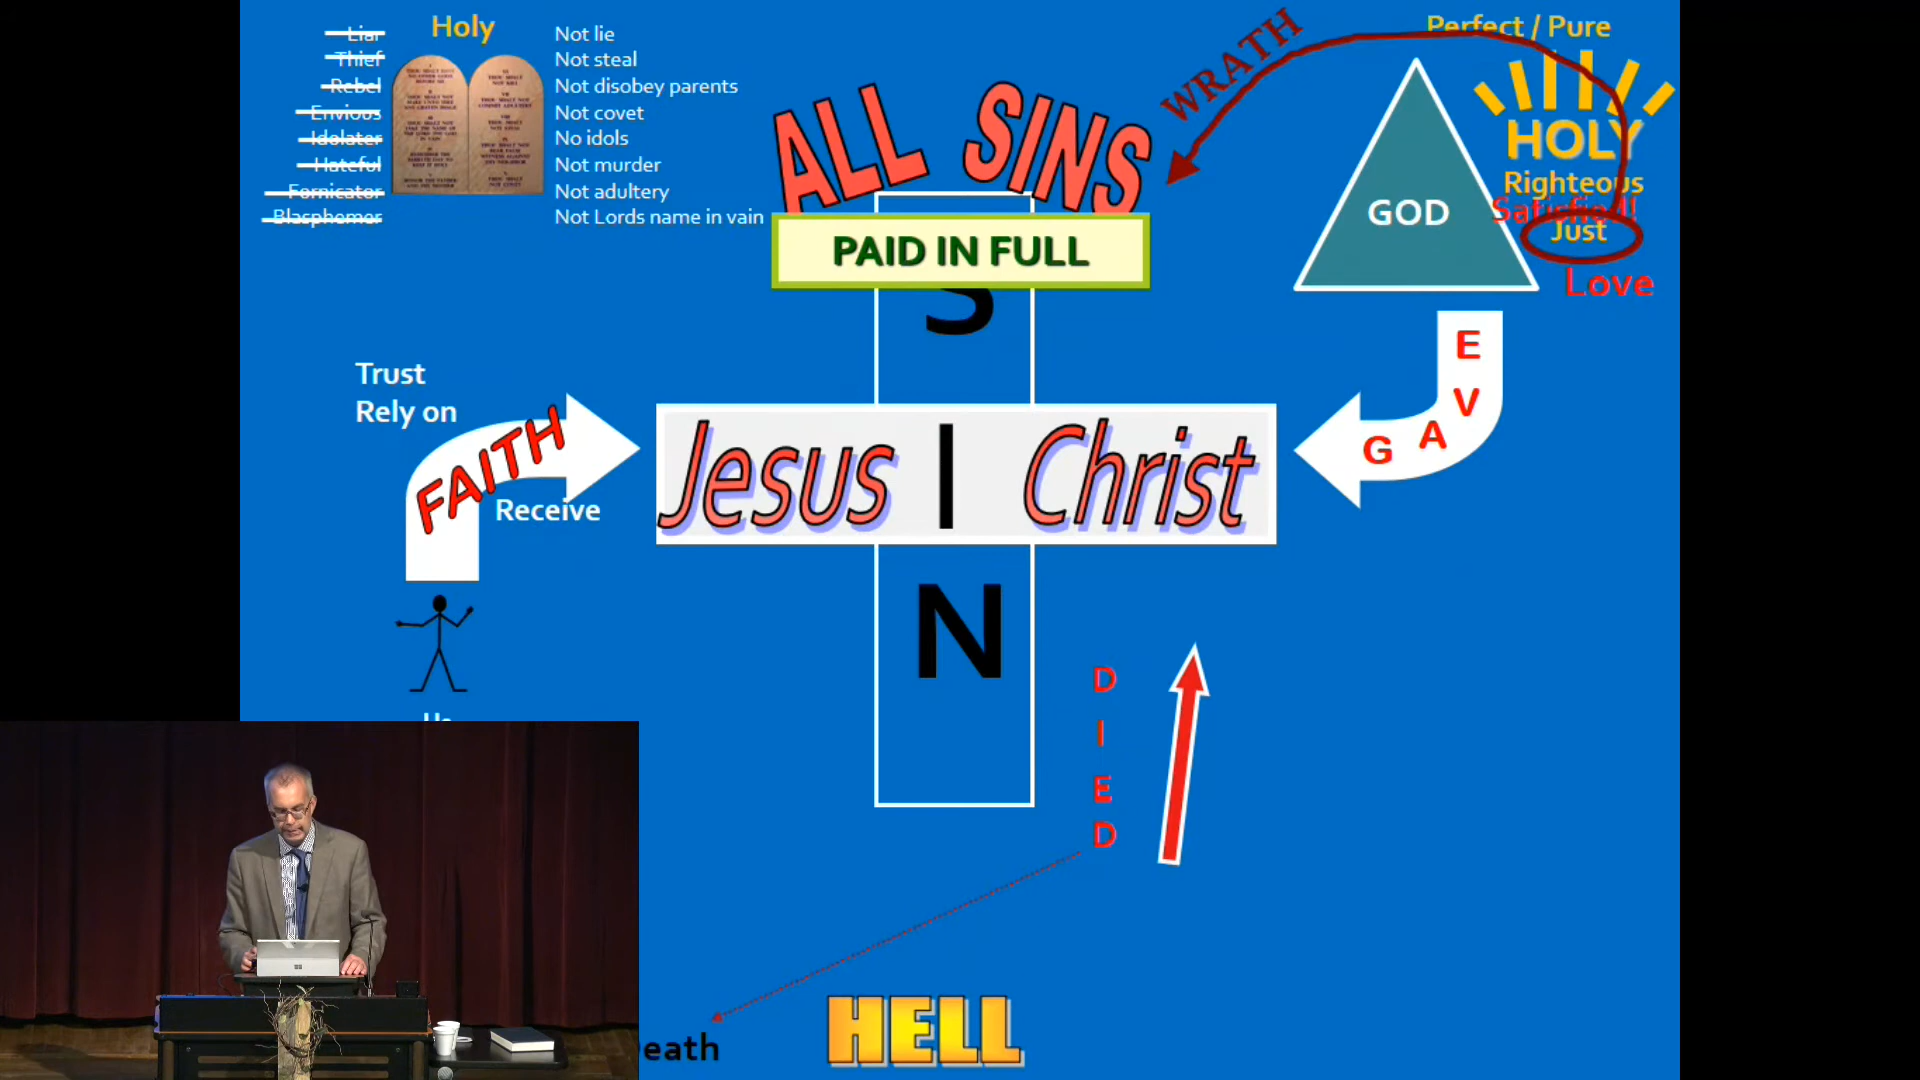 Holy
Liar
Thief
Rebel
Envious
Idolater
Hateful
Fornicator
Blasphemer
Not lie
Not steal
Not disobey parents
Not covet
No idols
Not murder
Not adultery
Not Lords name in vain
ALL SINS
PAID IN FULL
WRATH
Perfect / Pure
HOLY
Righteous
Satisfied!
Just
Love
GOD
GAVE
Trust
Rely on
FAITH
Receive
Jesus Christ
S
I
N
DIED
HELL
eath